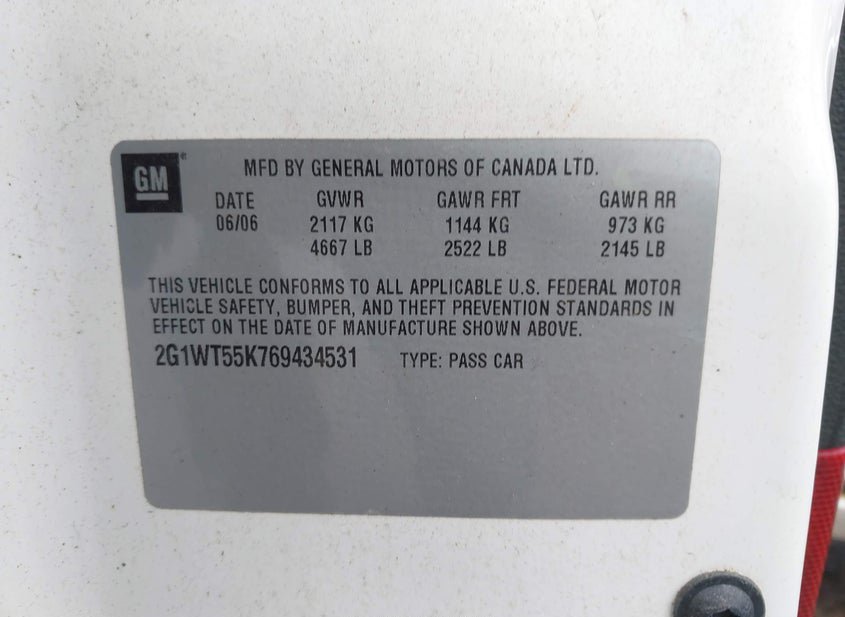 GM
MFD BY GENERAL MOTORS OF CANADA LTD.
DATE GVWR GAWR FRT GAWR RR
06/06 2117 KG 1144 KG 973 KG
4667 LB 2522 LB 2145 LB
THIS VEHICLE CONFORMS TO ALL APPLICABLE U.S. FEDERAL MOTOR
VEHICLE SAFETY, BUMPER, AND THEFT PREVENTION STANDARDS IN
EFFECT ON THE DATE OF MANUFACTURE SHOWN ABOVE.
2G1WT55K769434531 TYPE: PASS CAR